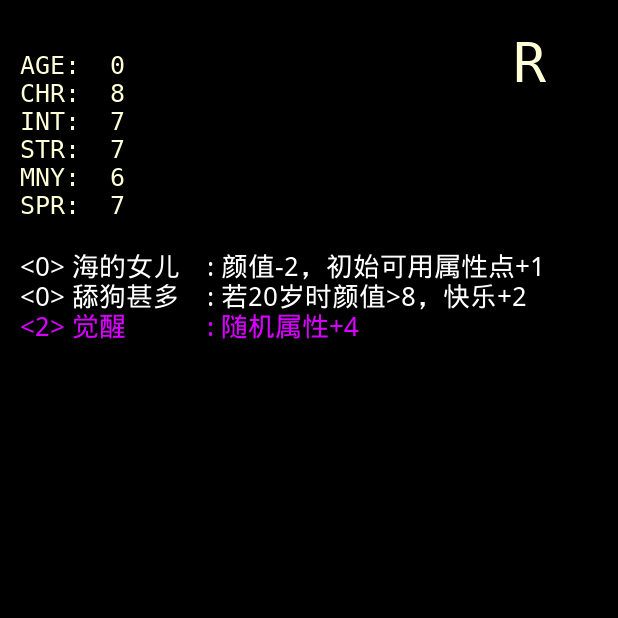 R
AGE: 0
CHR: 8
INT: 7
STR: 7
MNY: 6
SPR: 7
<0> 海的女儿 : 颜值-2，初始可用属性点+1
<0> 舔狗甚多 : 若20岁时颜值>8，快乐+2
<2> 觉醒 : 随机属性+4